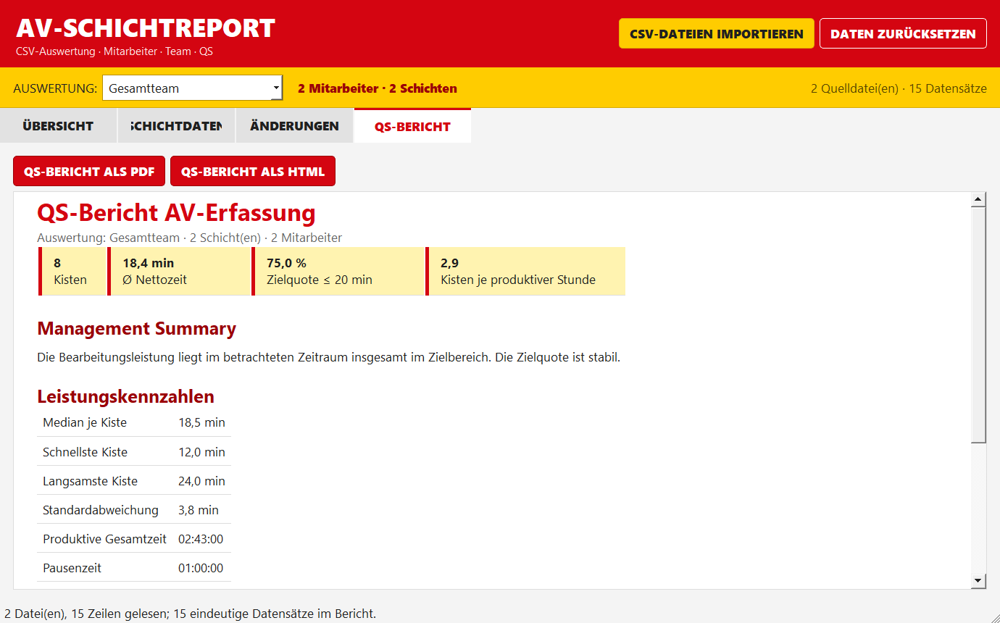 AV-SCHICHTREPORT
CSV-Auswertung · Mitarbeiter · Team · QS
CSV-DATEIEN IMPORTIEREN
DATEN ZURÜCKSETZEN
AUSWERTUNG: Gesamtteam
2 Mitarbeiter · 2 Schichten
2 Quelldatei(en) · 15 Datensätze
ÜBERSICHT
SCHICHTDATEN
ÄNDERUNGEN
QS-BERICHT
QS-BERICHT ALS PDF
QS-BERICHT ALS HTML
QS-Bericht AV-Erfassung
Auswertung: Gesamtteam · 2 Schicht(en) · 2 Mitarbeiter
8
Kisten
18,4 min
Ø Nettozeit
75,0 %
Zielquote ≤ 20 min
2,9
Kisten je produktiver Stunde
Management Summary
Die Bearbeitungsleistung liegt im betrachteten Zeitraum insgesamt im Zielbereich. Die Zielquote ist stabil.
Leistungskennzahlen
Median je Kiste 18,5 min
Schnellste Kiste 12,0 min
Langsamste Kiste 24,0 min
Standardabweichung 3,8 min
Produktive Gesamtzeit 02:43:00
Pausenzeit 01:00:00
2 Datei(en), 15 Zeilen gelesen; 15 eindeutige Datensätze im Bericht.